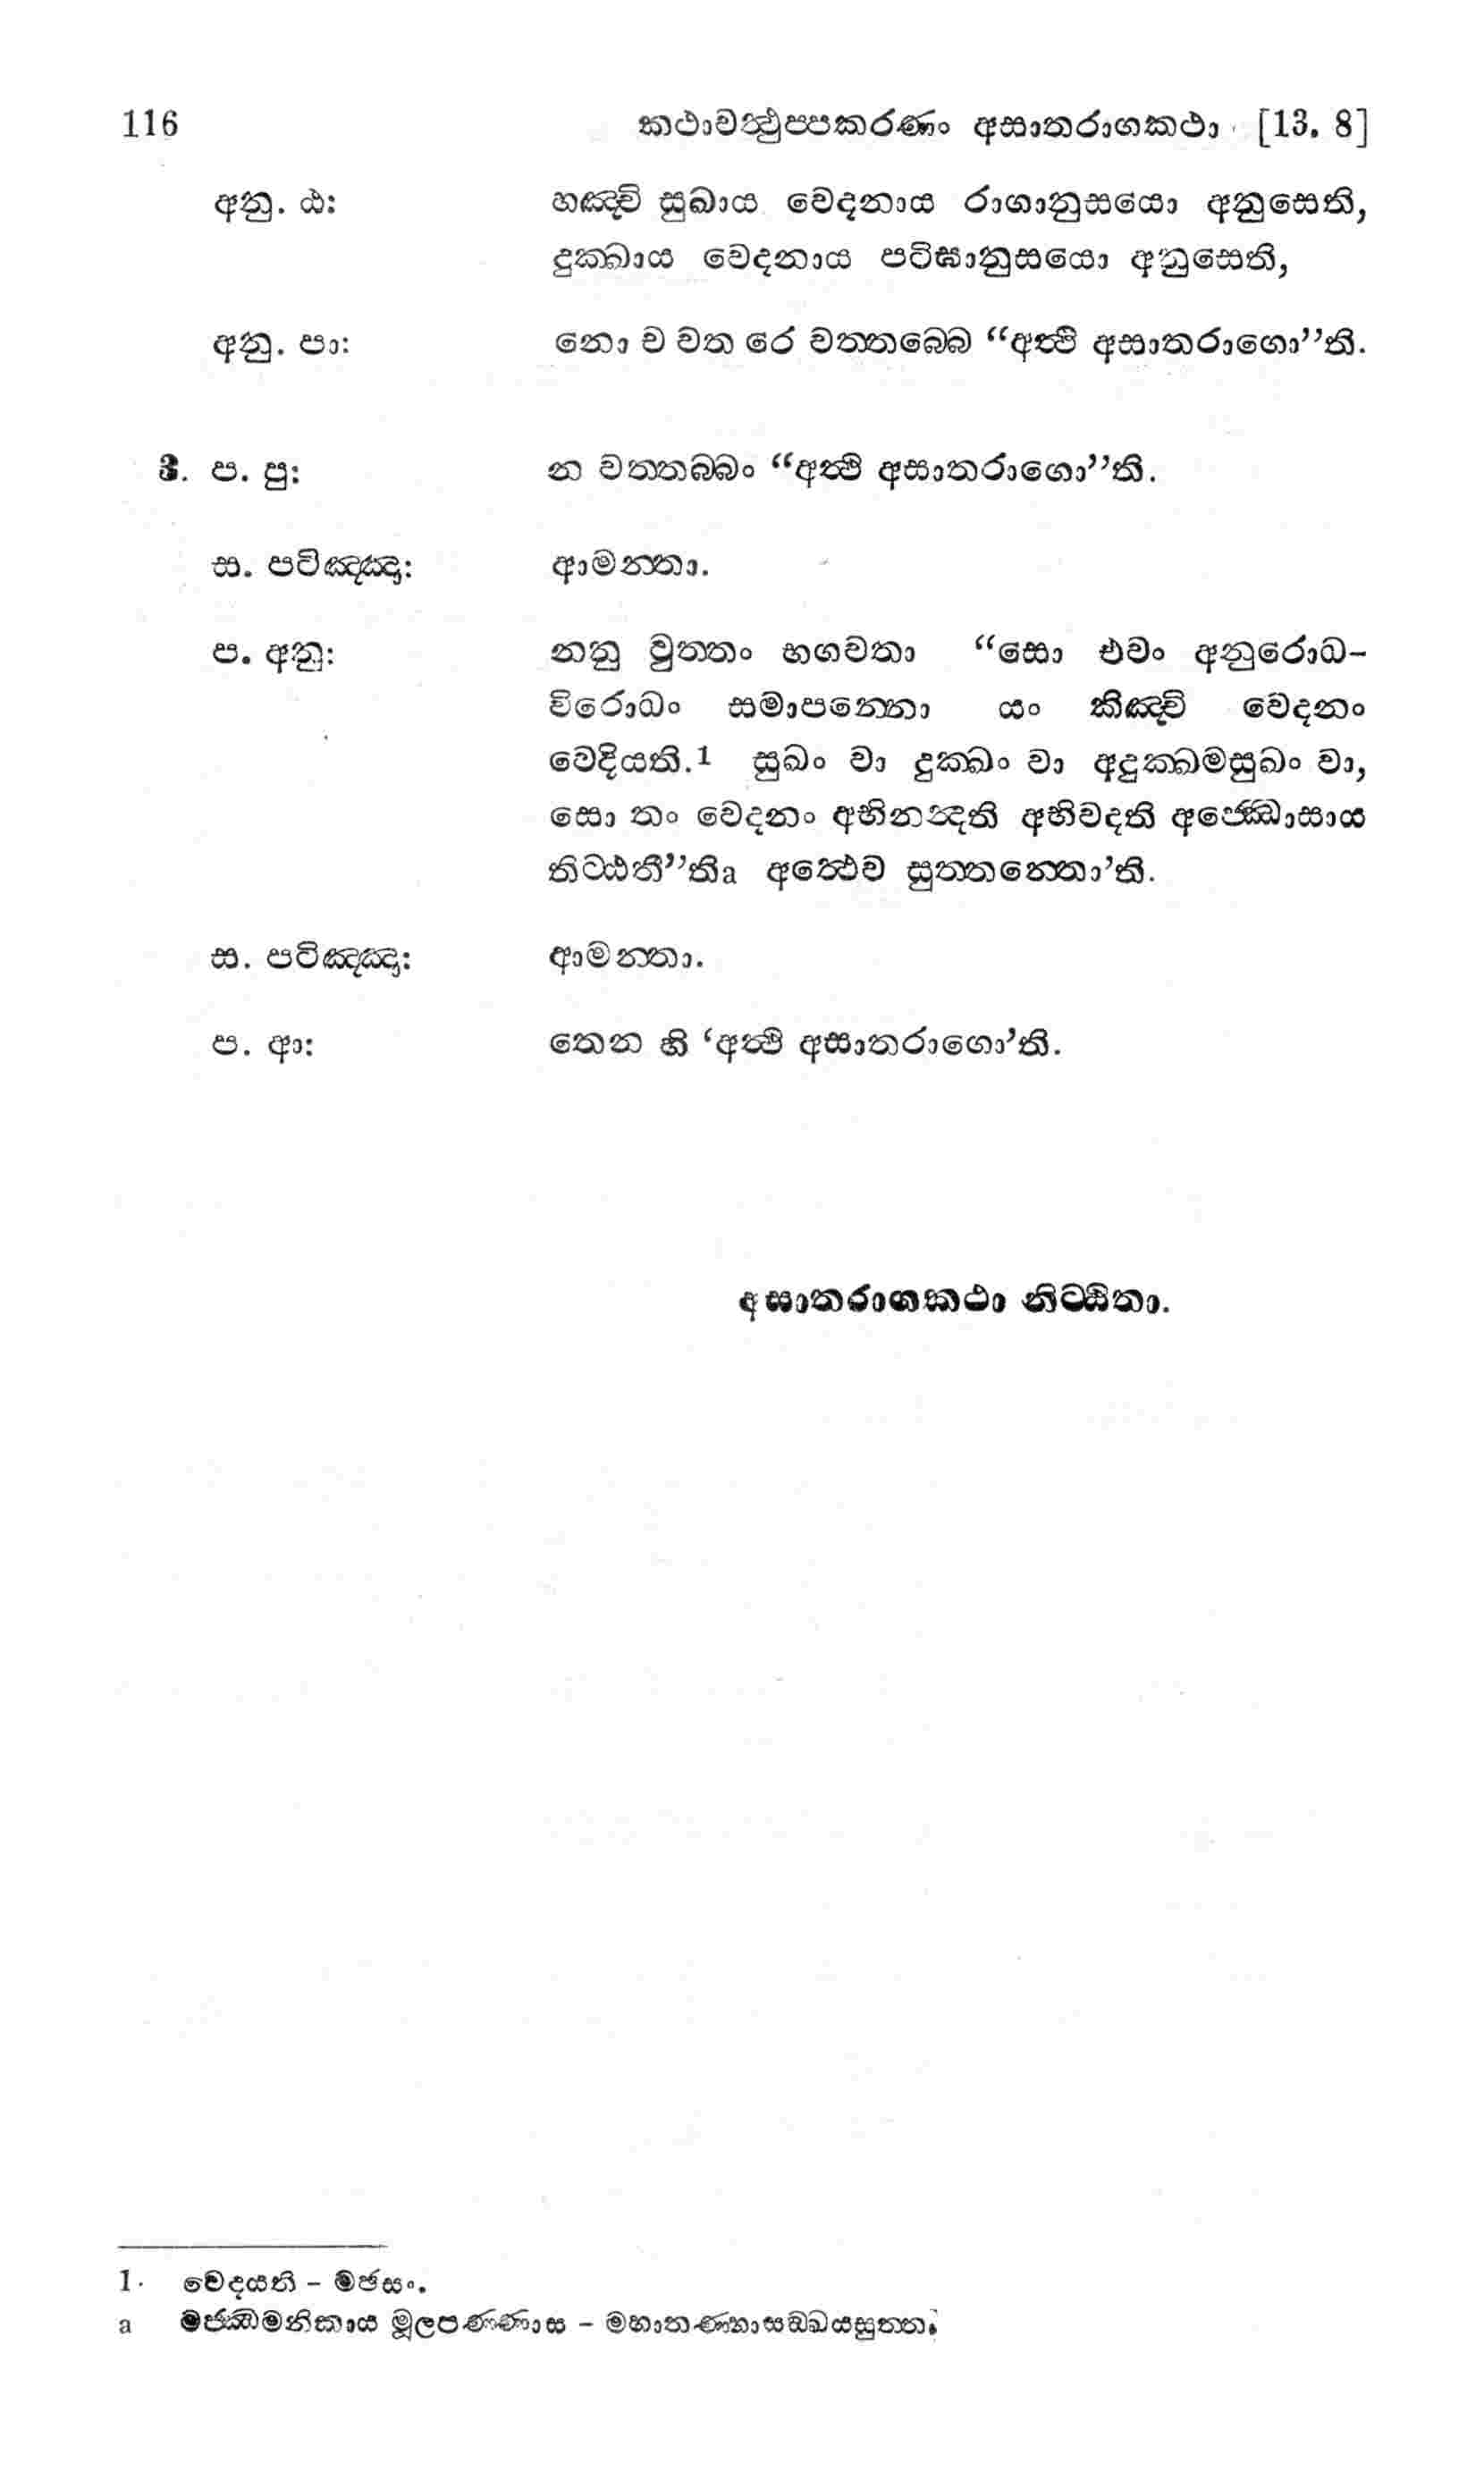 116 කථාවත්‍ථුප්පකරණං අසාතරාගකථා [13. 8]
අනු. ඨ: හඤ්චි සුඛාය වෙදනාය රාගානුසයො අනුසෙති,
දුක්ඛාය වෙදනාය පටිඝානුසයො අනුසෙති,
අනු. පා: නො ච වත රෙ වත්තබ්බෙ “අත්‍ථි අසාතරාගො”ති.
3. ප. පු: න වත්තබ්බං “අත්‍ථි අසාතරාගො”ති.
ස. පටිඤ්ඤා: ආමන්තා.
ප. අනු: නනු වුත්තං භගවතා “සො එවං අනුරොධ-
විරොධං සමාපන්නො යං කිඤ්චි වෙදනං
වෙදියති.1 සුඛං වා දුක්ඛං වා අදුක්ඛමසුඛං වා,
සො තං වෙදනං අභිනන්‍දති අභිවදති අජ්ඣොසාය
තිට්ඨතී”තිa අත්‍ථෙව සුත්තන්තො’ති.
ස. පටිඤ්ඤා: ආමන්තා.
ප. ආ: තෙන හි ‘අත්‍ථි අසාතරාගො’ති.
අසාතරාගකථා නිට්ඨිතා.
1. වෙදයති – මජසං.
a මජ්ඣිමනිකාය මූලපණ්ණාස – මහාතණ්හාසඞ්ඛයසුත්ත.